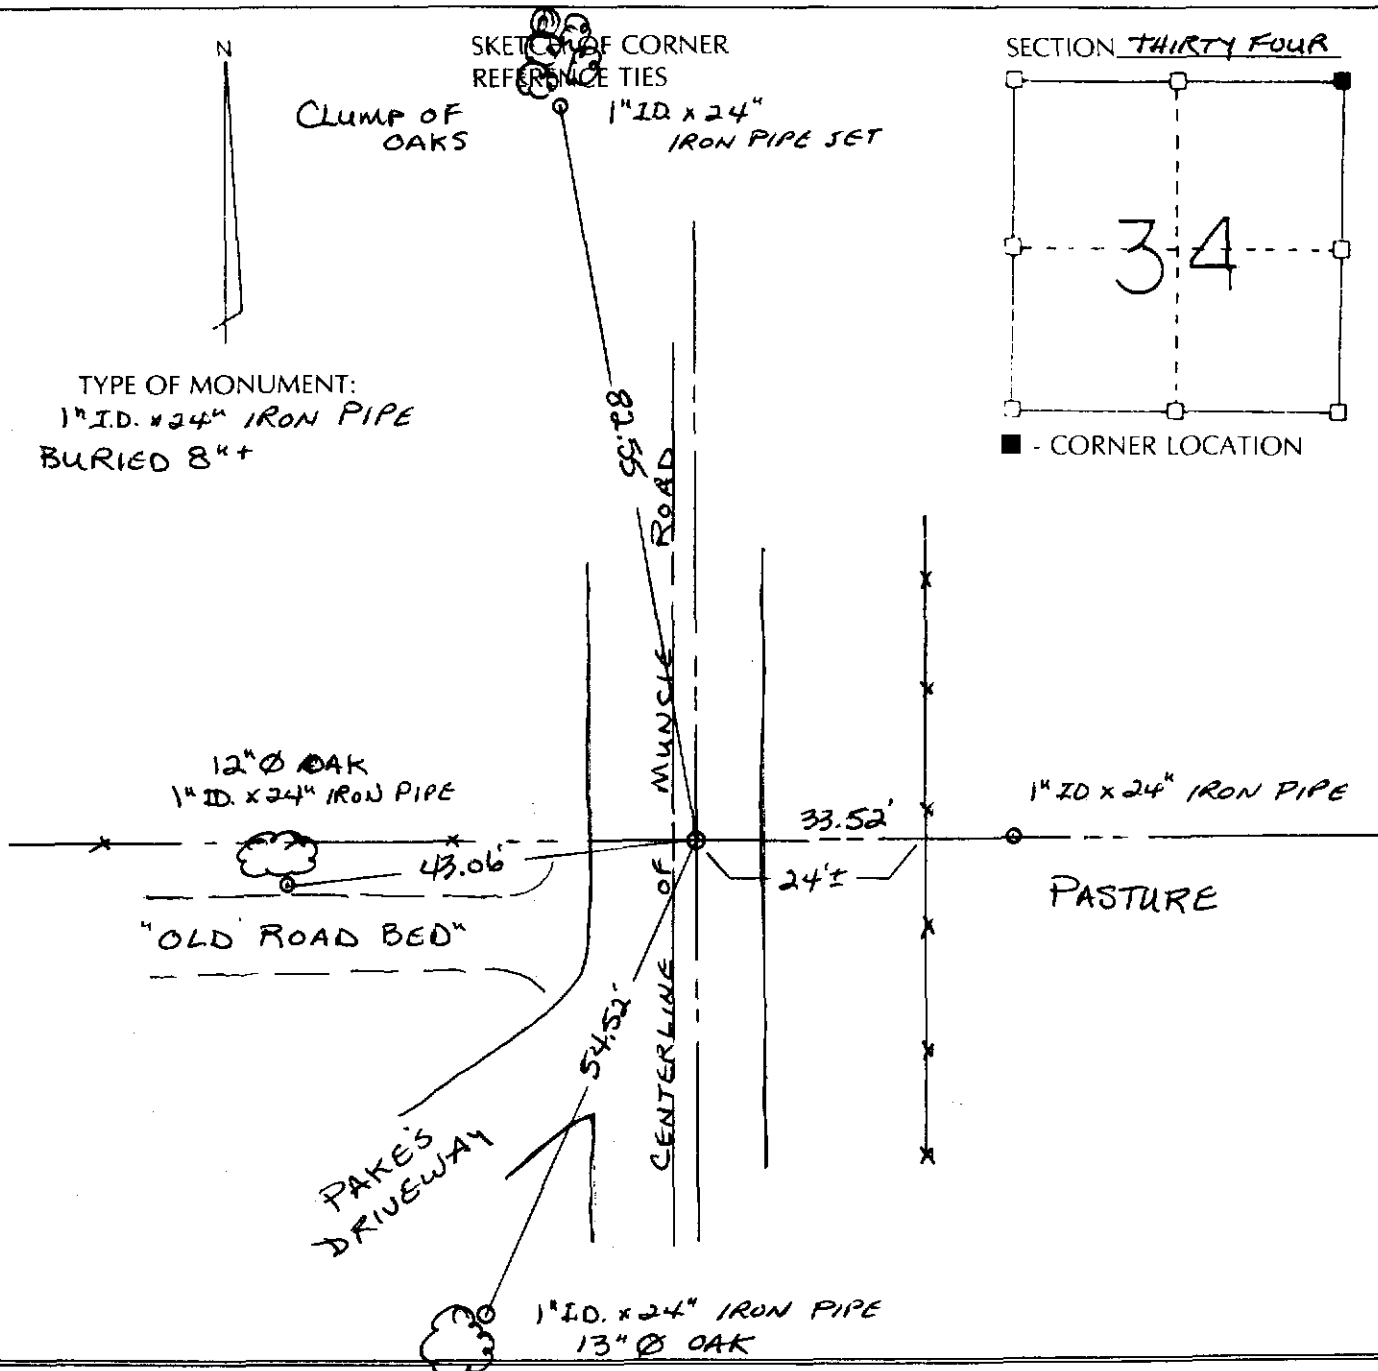 N
SKETCH OF CORNER
REFERENCE TIES
CLUMP OF
OAKS
1" I.D. x 24"
IRON PIPE SET
SECTION THIRTY FOUR
34
■ - CORNER LOCATION
TYPE OF MONUMENT:
1" I.D. x 24" IRON PIPE
BURIED 8"+
82.55
CENTERLINE OF MUNCIE ROAD
12"Ø OAK
1" ID. x 24" IRON PIPE
43.06'
33.52'
24'±
1" ID x 24" IRON PIPE
PASTURE
"OLD ROAD BED"
54.52'
PAKE'S
DRIVEWAY
1" I.D. x 24" IRON PIPE
13"Ø OAK